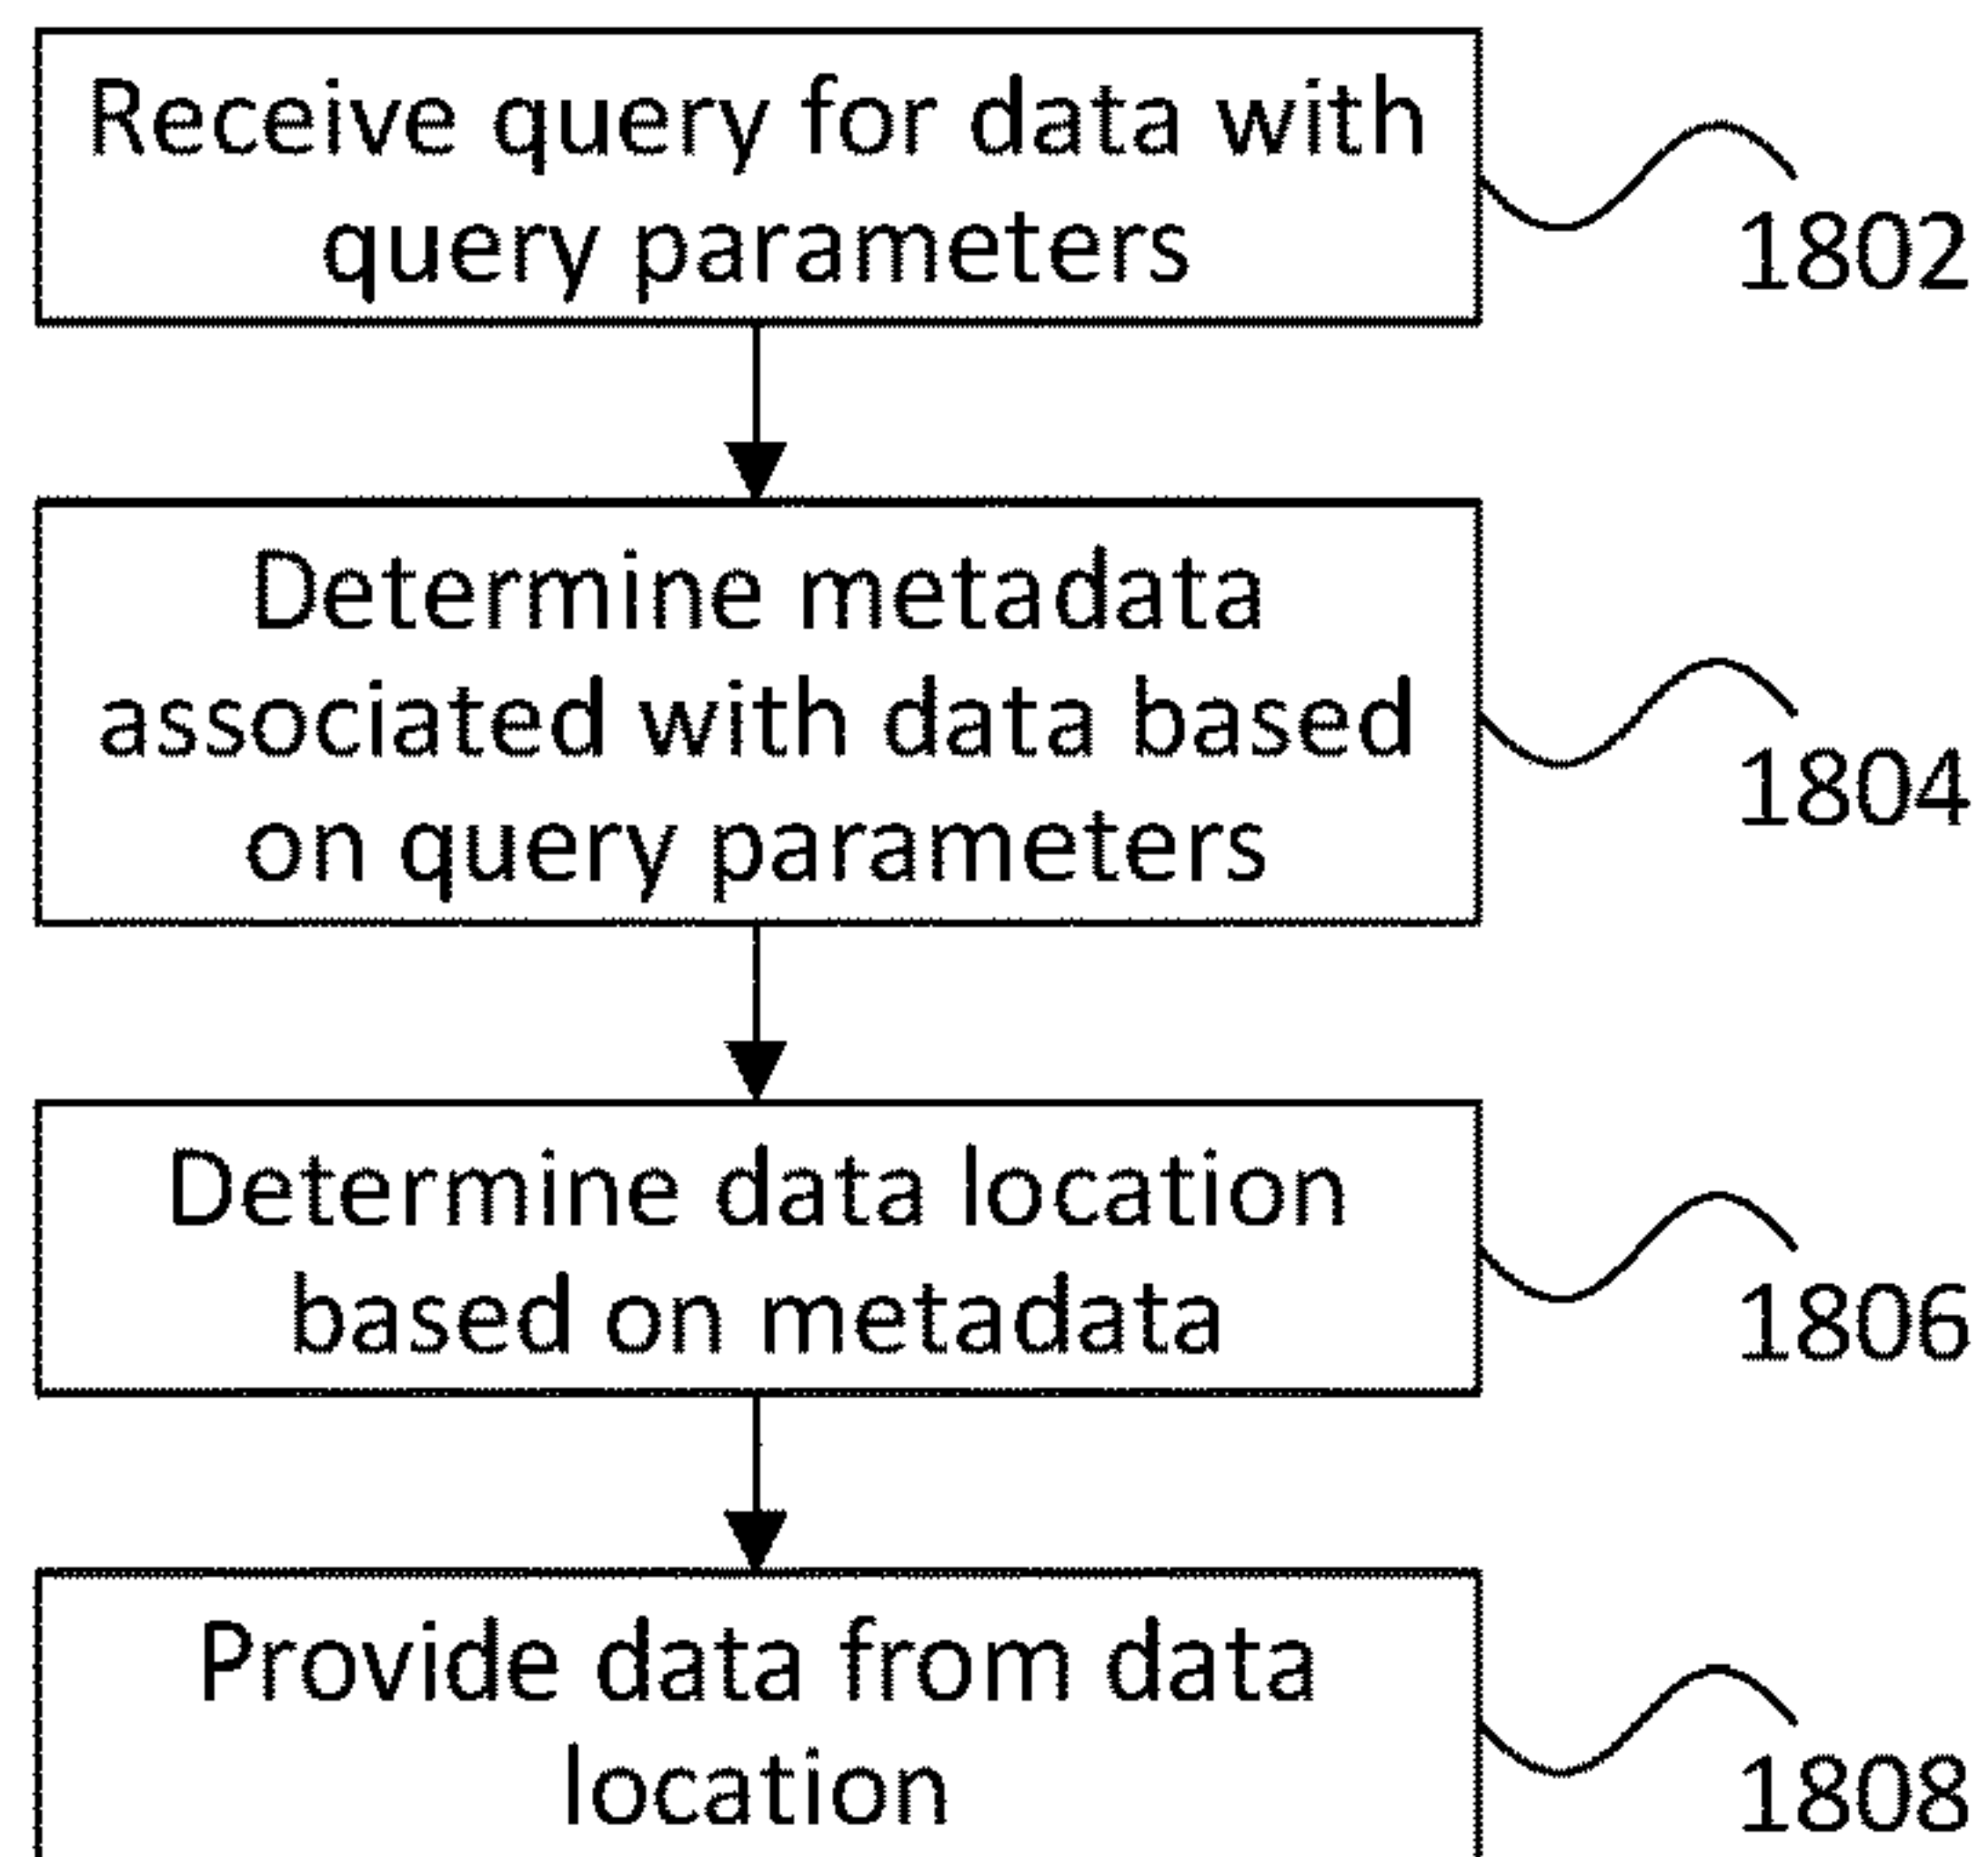 Receive query for data with
query parameters
1802
Determine metadata
associated with data based
on query parameters
1804
Determine data location
based on metadata
1806
Provide data from data
location
1808